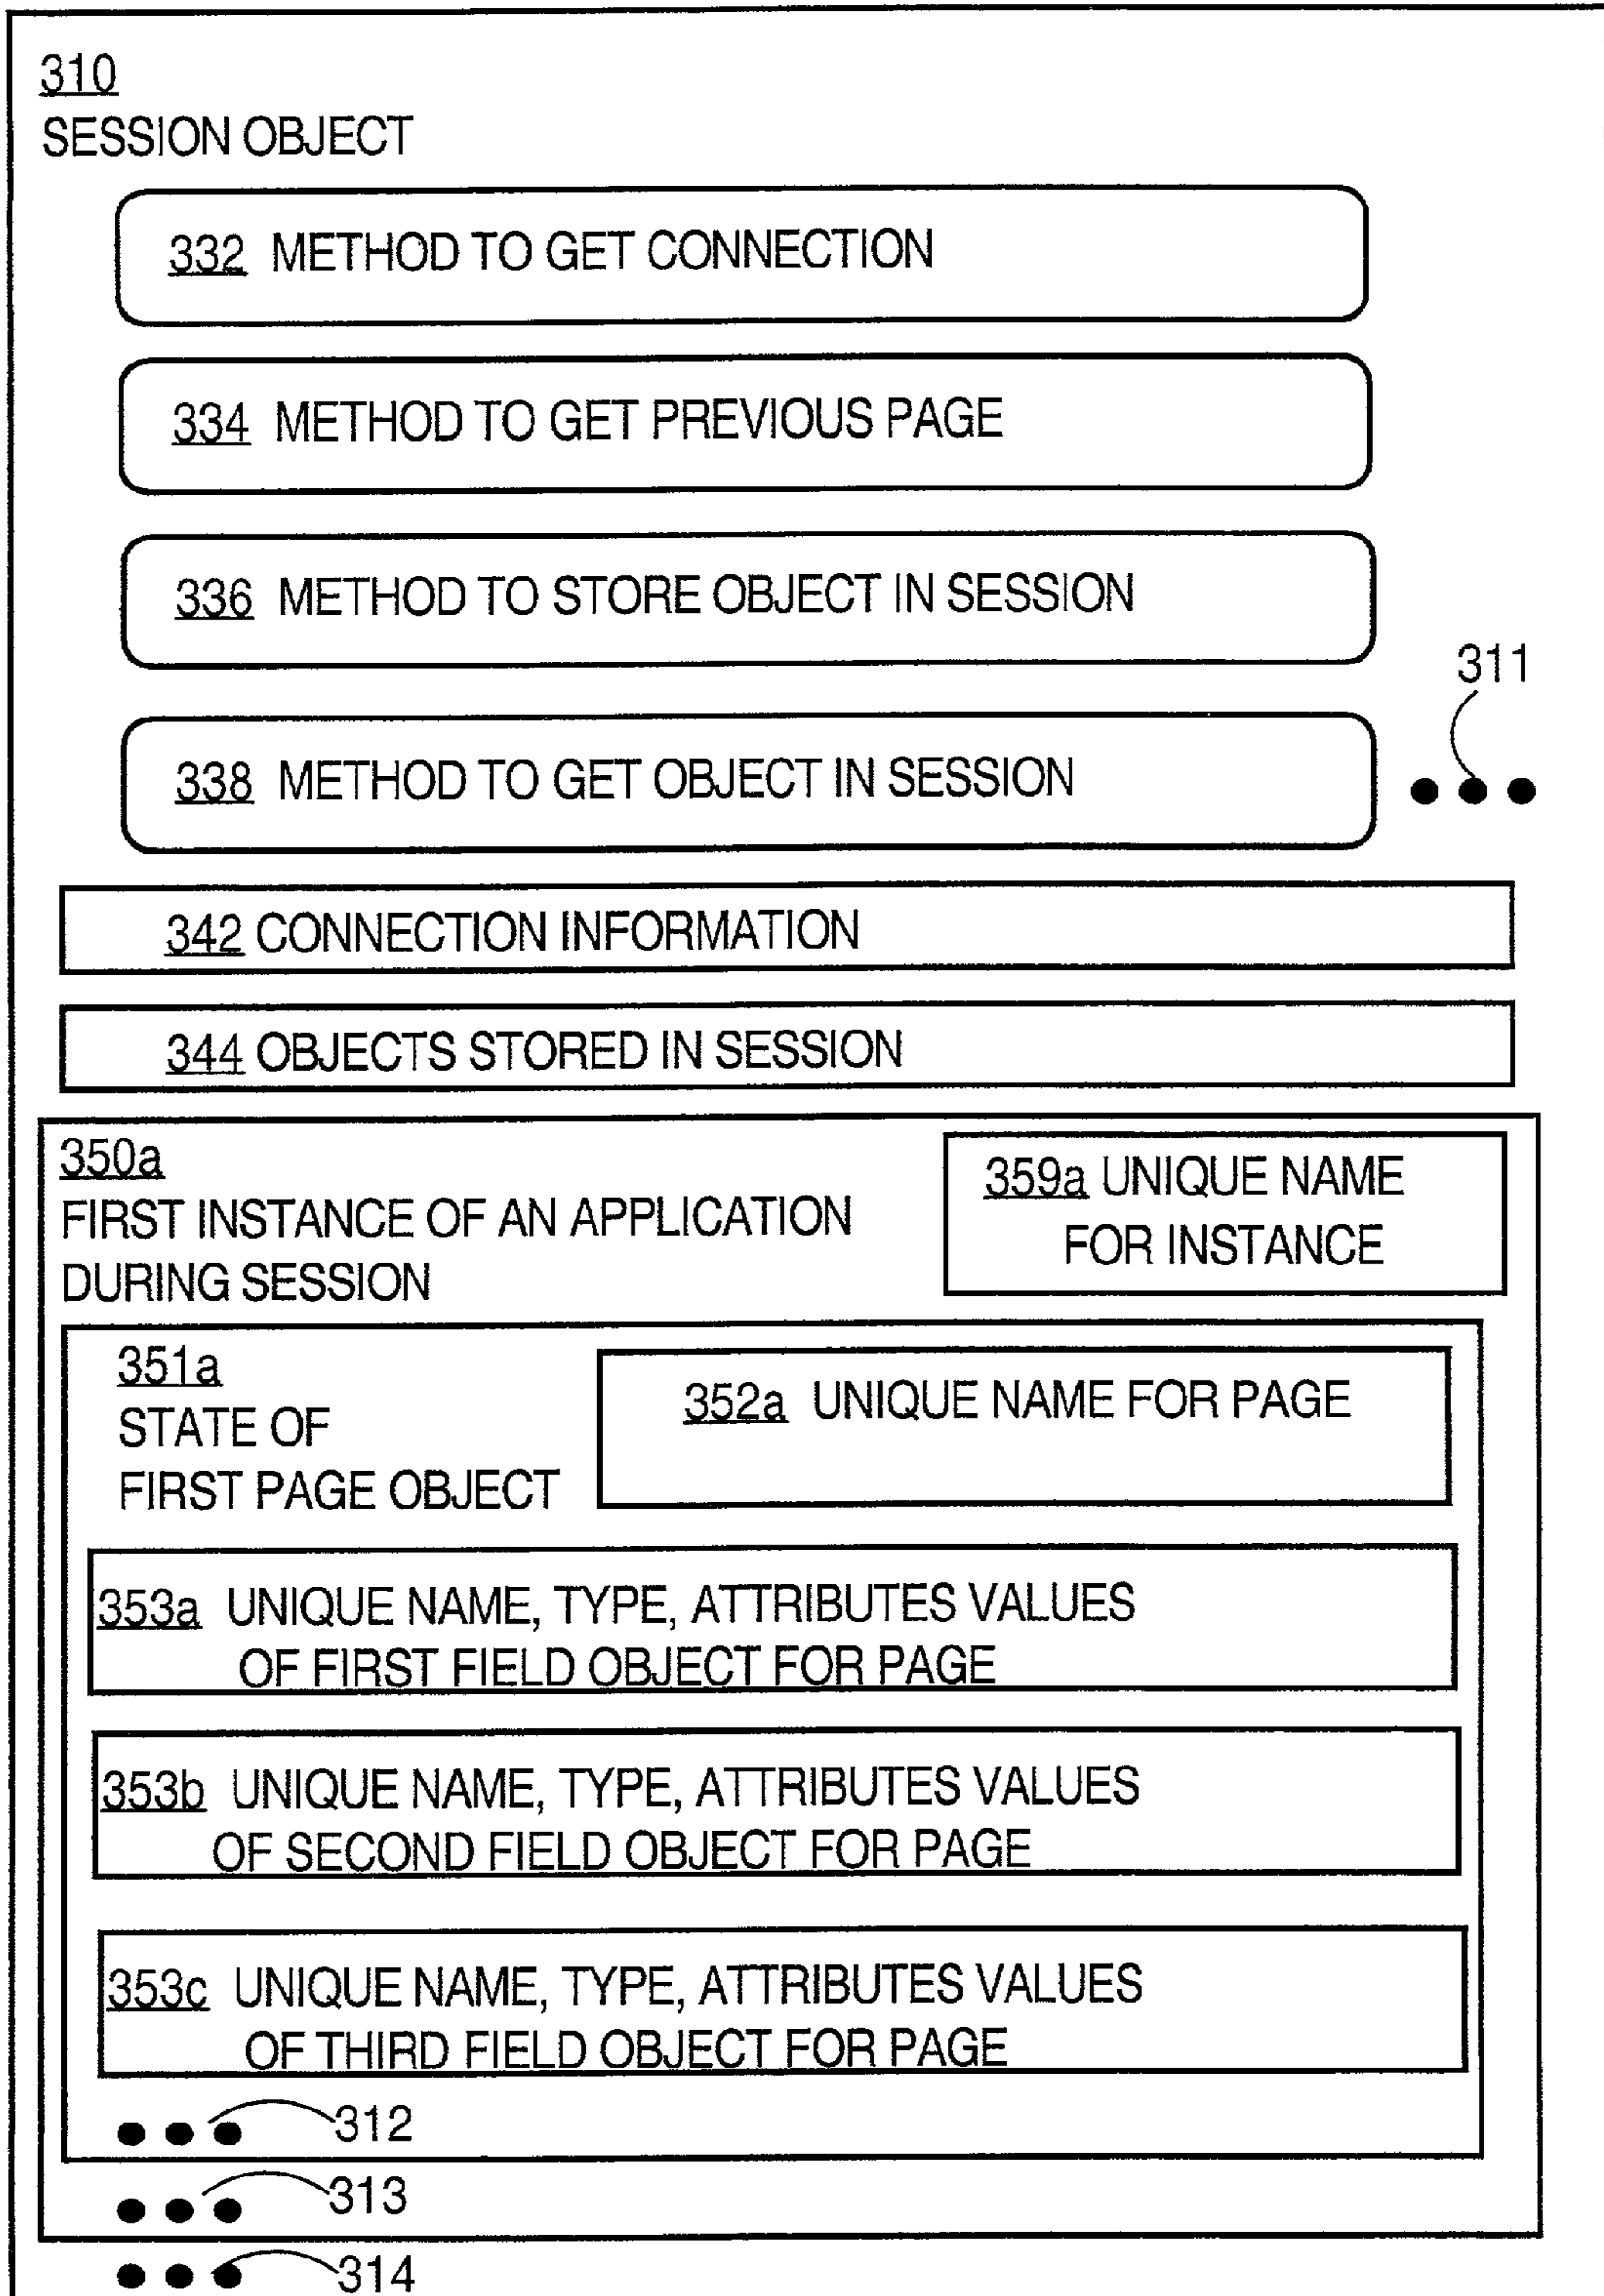 310
SESSION OBJECT
332 METHOD TO GET CONNECTION
334 METHOD TO GET PREVIOUS PAGE
336 METHOD TO STORE OBJECT IN SESSION
311
338 METHOD TO GET OBJECT IN SESSION
342 CONNECTION INFORMATION
344 OBJECTS STORED IN SESSION
350a
FIRST INSTANCE OF AN APPLICATION
DURING SESSION
359a UNIQUE NAME
FOR INSTANCE
351a
STATE OF
FIRST PAGE OBJECT
352a UNIQUE NAME FOR PAGE
353a UNIQUE NAME, TYPE, ATTRIBUTES VALUES
OF FIRST FIELD OBJECT FOR PAGE
353b UNIQUE NAME, TYPE, ATTRIBUTES VALUES
OF SECOND FIELD OBJECT FOR PAGE
353c UNIQUE NAME, TYPE, ATTRIBUTES VALUES
OF THIRD FIELD OBJECT FOR PAGE
312
313
314